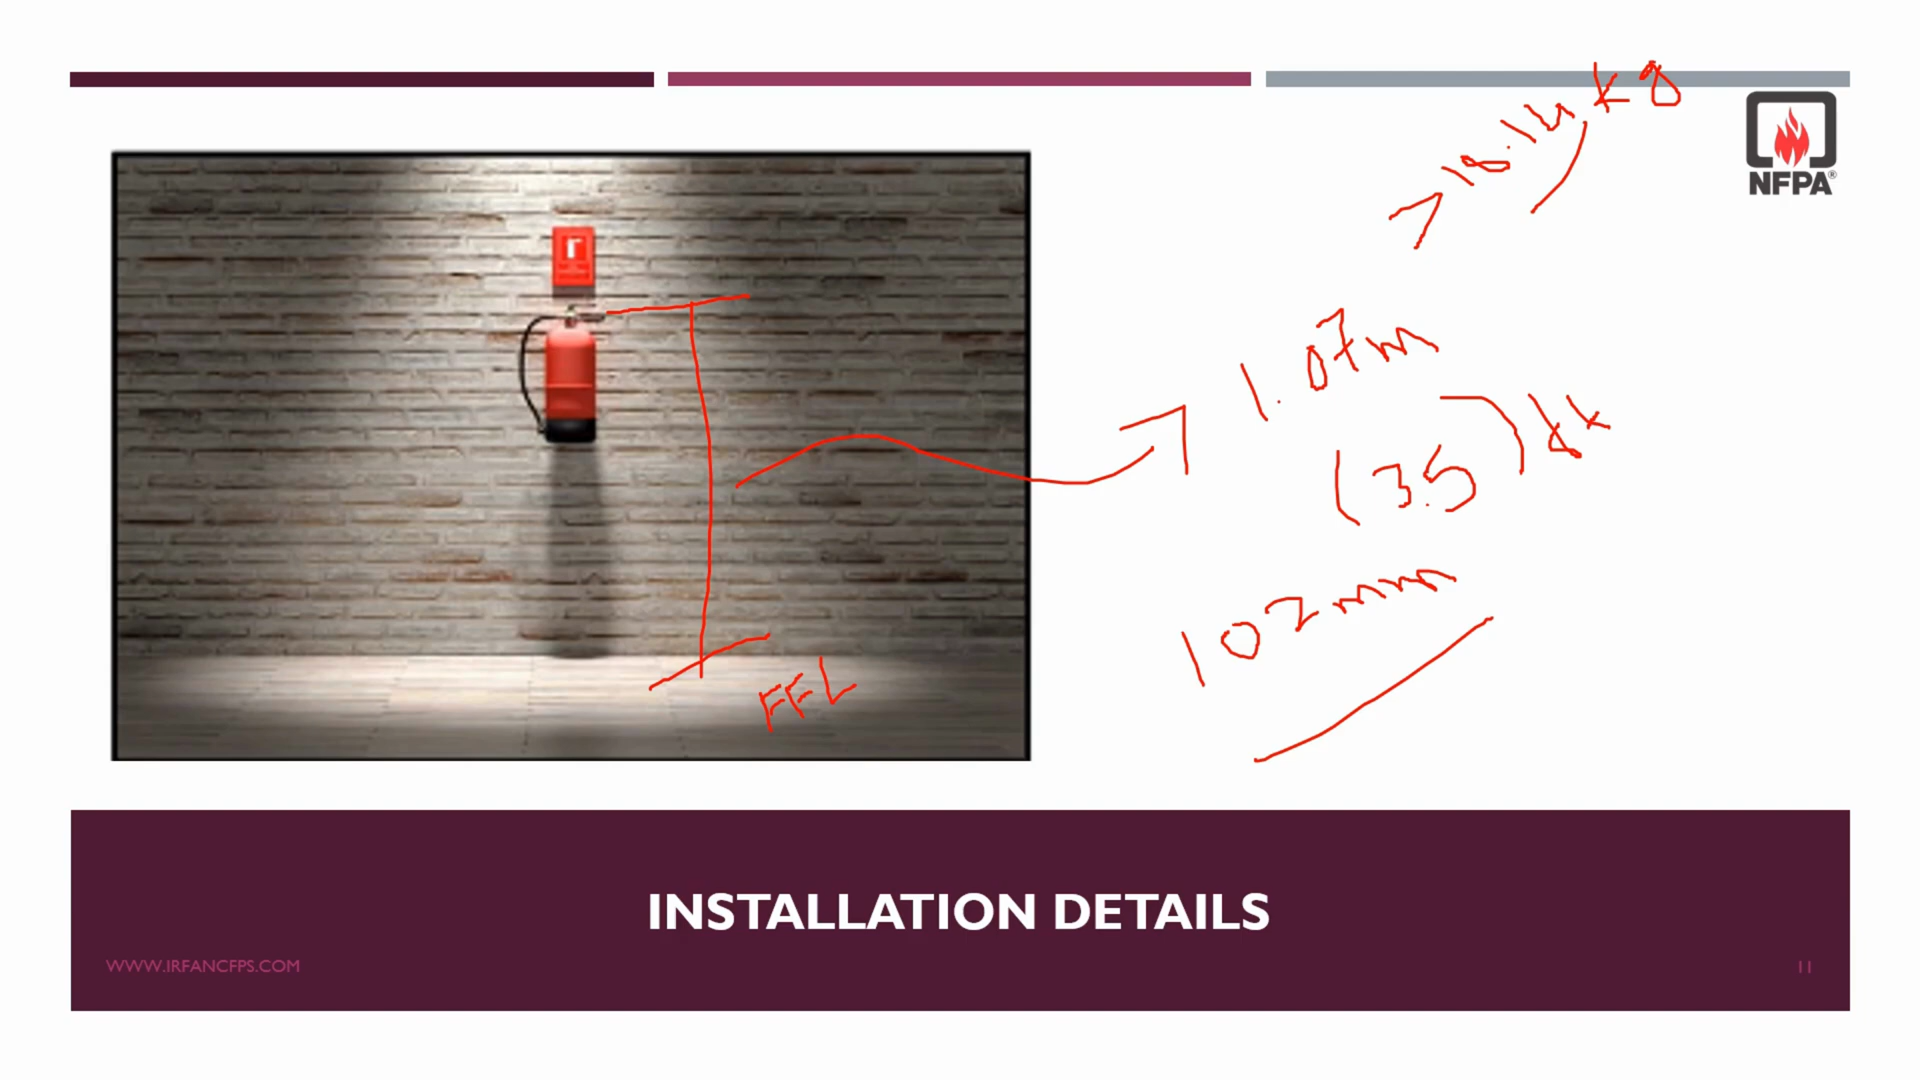 > 18.14 kg
NFPA®
1.07m
(3.5) ft
102mm
FFL
INSTALLATION DETAILS
WWW.IRFANCFPS.COM
11